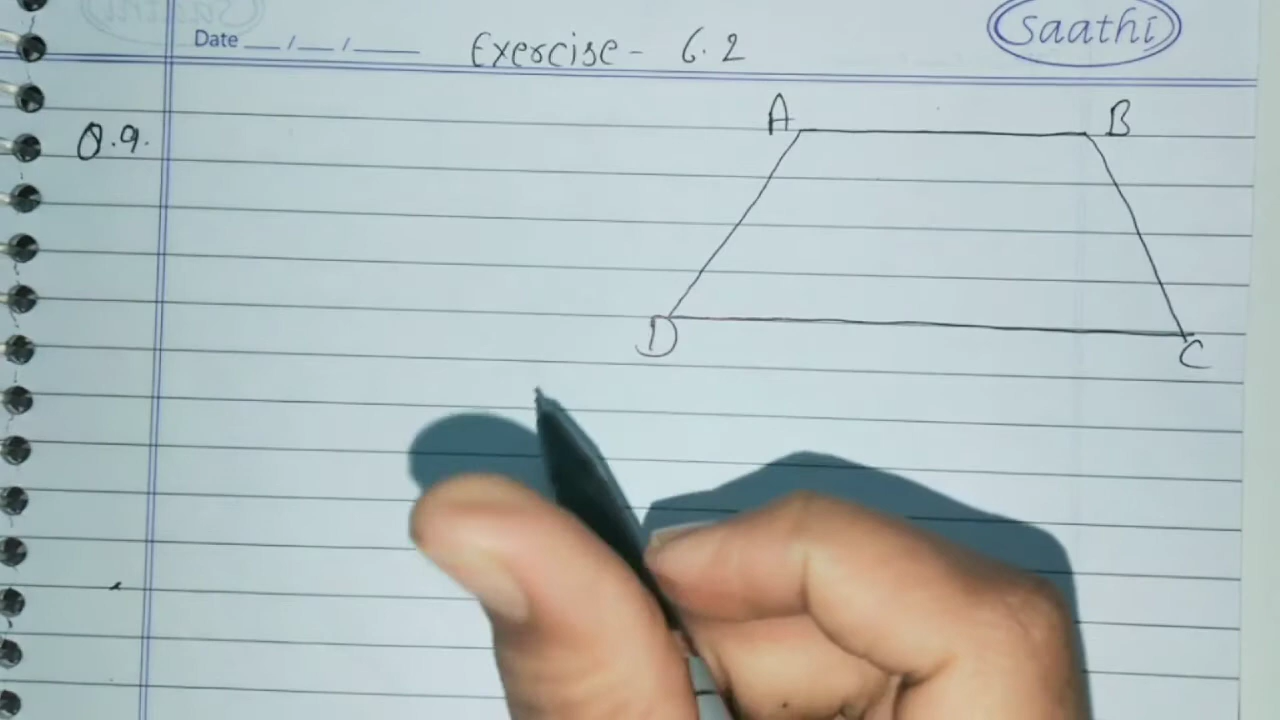 Saathi
Date __/__/____
Exercise - 6.2
Q.9.
A B
D C